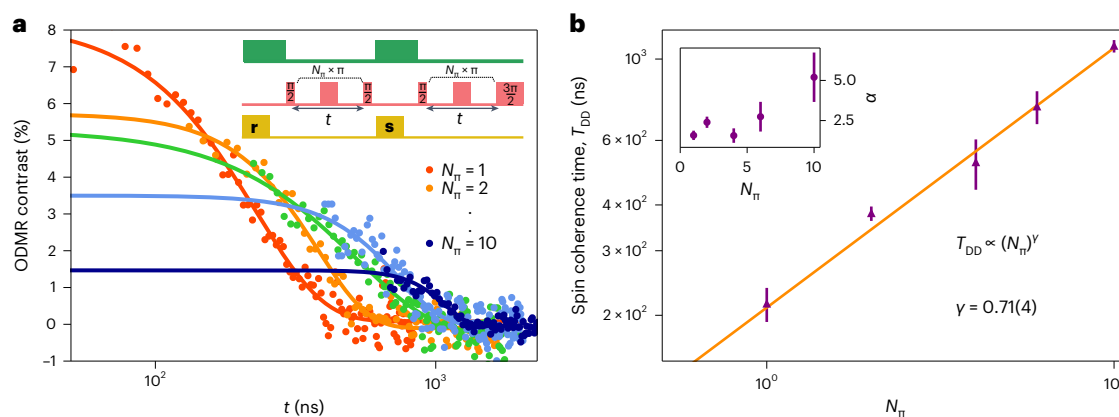 a
8
7
6
5
4
3
2
1
0
-1
ODMR contrast (%)
10²
10³
t (ns)
N_π × π
N_π × π
π/2
π/2
π/2
3π/2
t
t
r
s
N_π = 1
N_π = 2
.
.
N_π = 10
b
10³
6 × 10²
4 × 10²
3 × 10²
2 × 10²
Spin coherence time, T_DD (ns)
5.0
2.5
α
0
5
10
N_π
T_DD ∝ (N_π)^γ
γ = 0.71(4)
10⁰
N_π